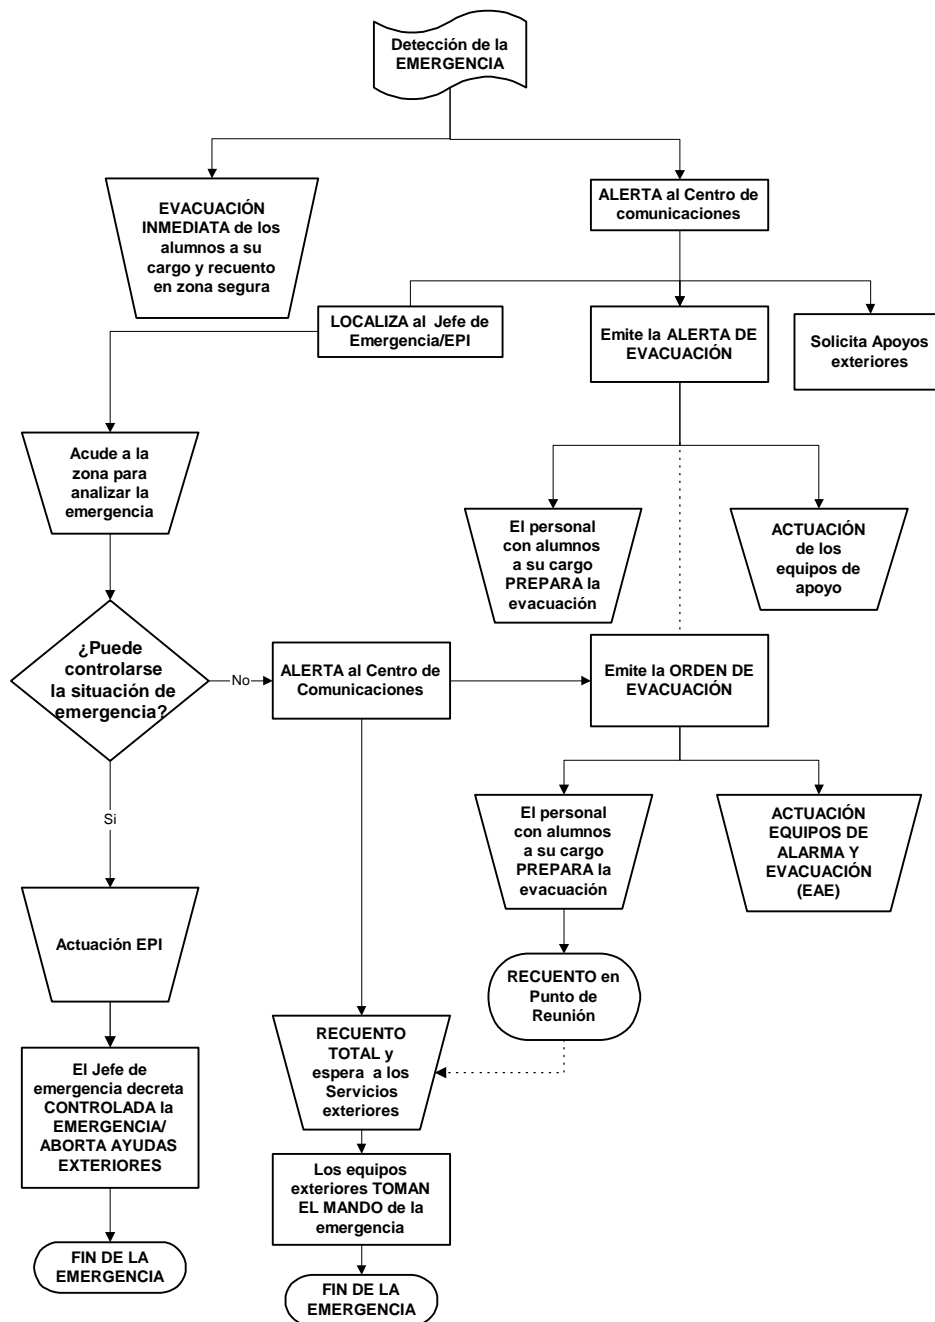 Detección de la
EMERGENCIA
EVACUACIÓN
INMEDIATA de los
alumnos a su
cargo y recuento
en zona segura
ALERTA al Centro de
comunicaciones
LOCALIZA al Jefe de
Emergencia/EPI
Emite la ALERTA DE
EVACUACIÓN
Solicita Apoyos
exteriores
Acude a la
zona para
analizar la
emergencia
El personal
con alumnos
a su cargo
PREPARA la
evacuación
ACTUACIÓN
de los
equipos de
apoyo
¿Puede
controlarse
la situación de
emergencia?
No
ALERTA al Centro de
Comunicaciones
Emite la ORDEN DE
EVACUACIÓN
Si
El personal
con alumnos
a su cargo
PREPARA la
evacuación
ACTUACIÓN
EQUIPOS DE
ALARMA Y
EVACUACIÓN
(EAE)
Actuación EPI
RECUENTO en
Punto de
Reunión
RECUENTO
TOTAL y
espera a los
Servicios
exteriores
El Jefe de
emergencia decreta
CONTROLADA la
EMERGENCIA/
ABORTA AYUDAS
EXTERIORES
Los equipos
exteriores TOMAN
EL MANDO de la
emergencia
FIN DE LA
EMERGENCIA
FIN DE LA
EMERGENCIA